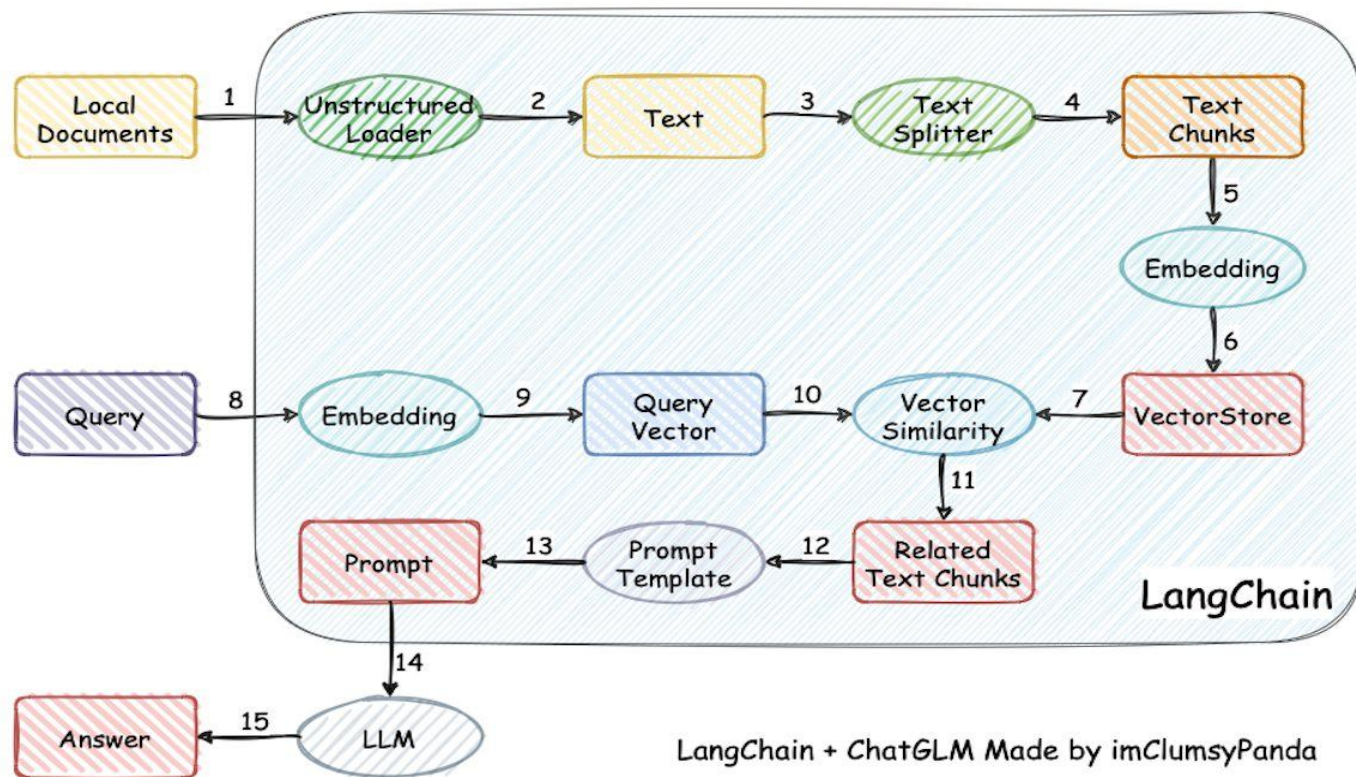 Local
Documents
1
Unstructured
Loader
2
Text
3
Text
Splitter
4
Text
Chunks
5
Embedding
6
Query
8
Embedding
9
Query
Vector
10
Vector
Similarity
7
VectorStore
11
Prompt
13
Prompt
Template
12
Related
Text Chunks
LangChain
14
Answer
15
LLM
LangChain + ChatGLM Made by imClumsyPanda